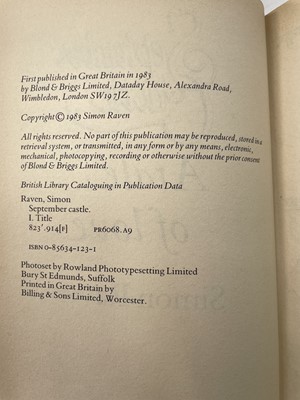 First published in Great Britain in 1983
by Blond & Briggs Limited, Dataday House, Alexandra Road,
Wimbledon, London SW19 7JZ.
Copyright © 1983 Simon Raven
All rights reserved. No part of this publication may be reproduced, stored in a
retrieval system, or transmitted, in any form or by any means, electronic,
mechanical, photocopying, recording or otherwise without the prior consent
of Blond & Briggs Limited.
British Library Cataloguing in Publication Data
Raven, Simon
September castle.
I. Title
823'.914[F] PR6068.A9
ISBN 0-85634-123-1
Photoset by Rowland Phototypesetting Limited
Bury St Edmunds, Suffolk
Printed in Great Britain by
Billing & Sons Limited, Worcester.